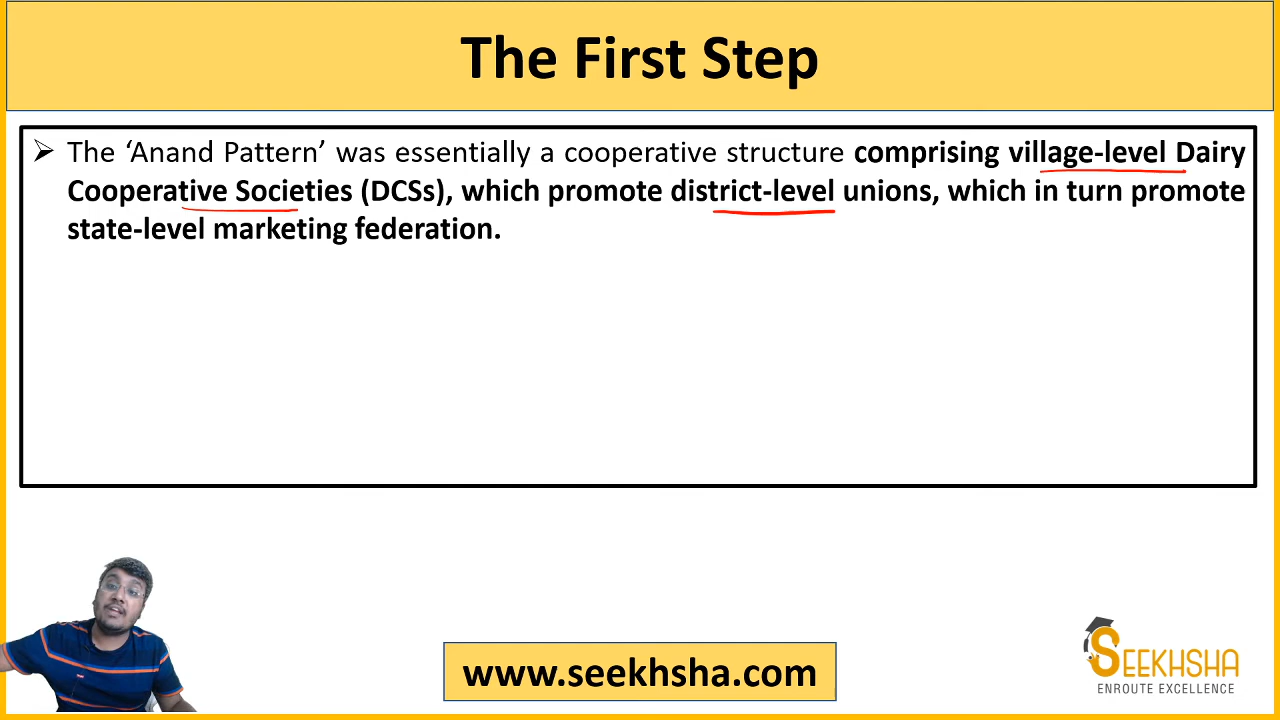 The First Step
➢ The ‘Anand Pattern’ was essentially a cooperative structure comprising village-level Dairy
Cooperative Societies (DCSs), which promote district-level unions, which in turn promote
state-level marketing federation.
www.seekhsha.com
SEEKHSHA
ENROUTE EXCELLENCE